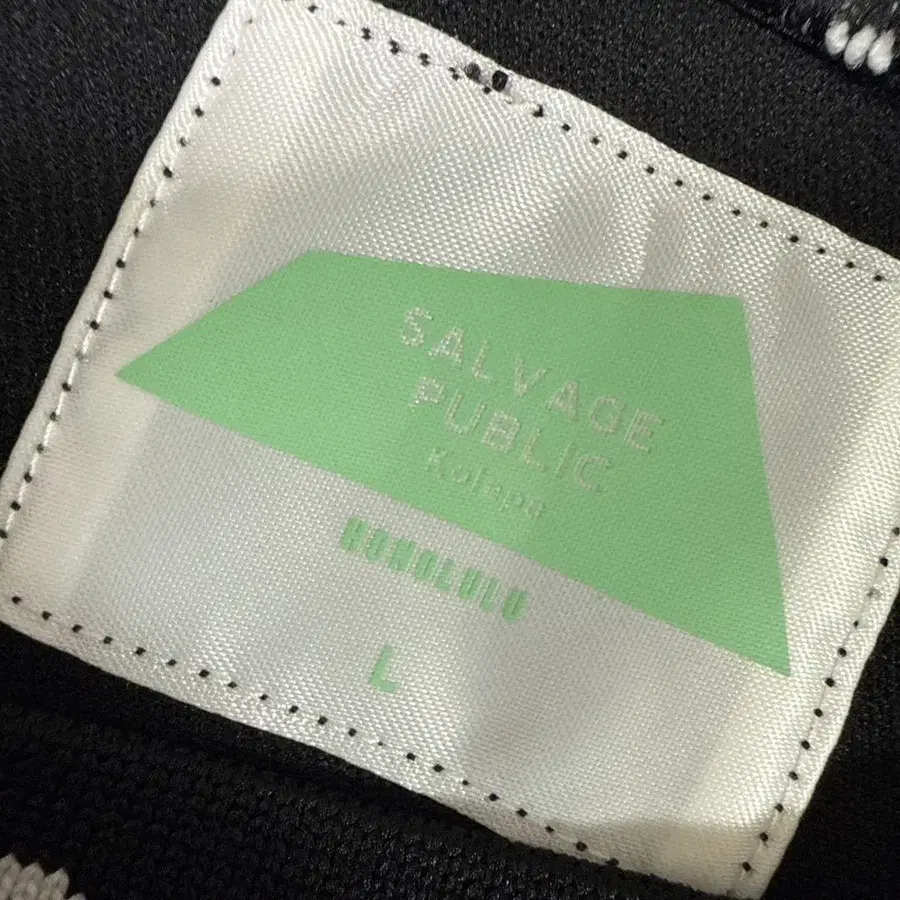 SALVAGE
PUBLIC
Kolepa
HONOLULU
L